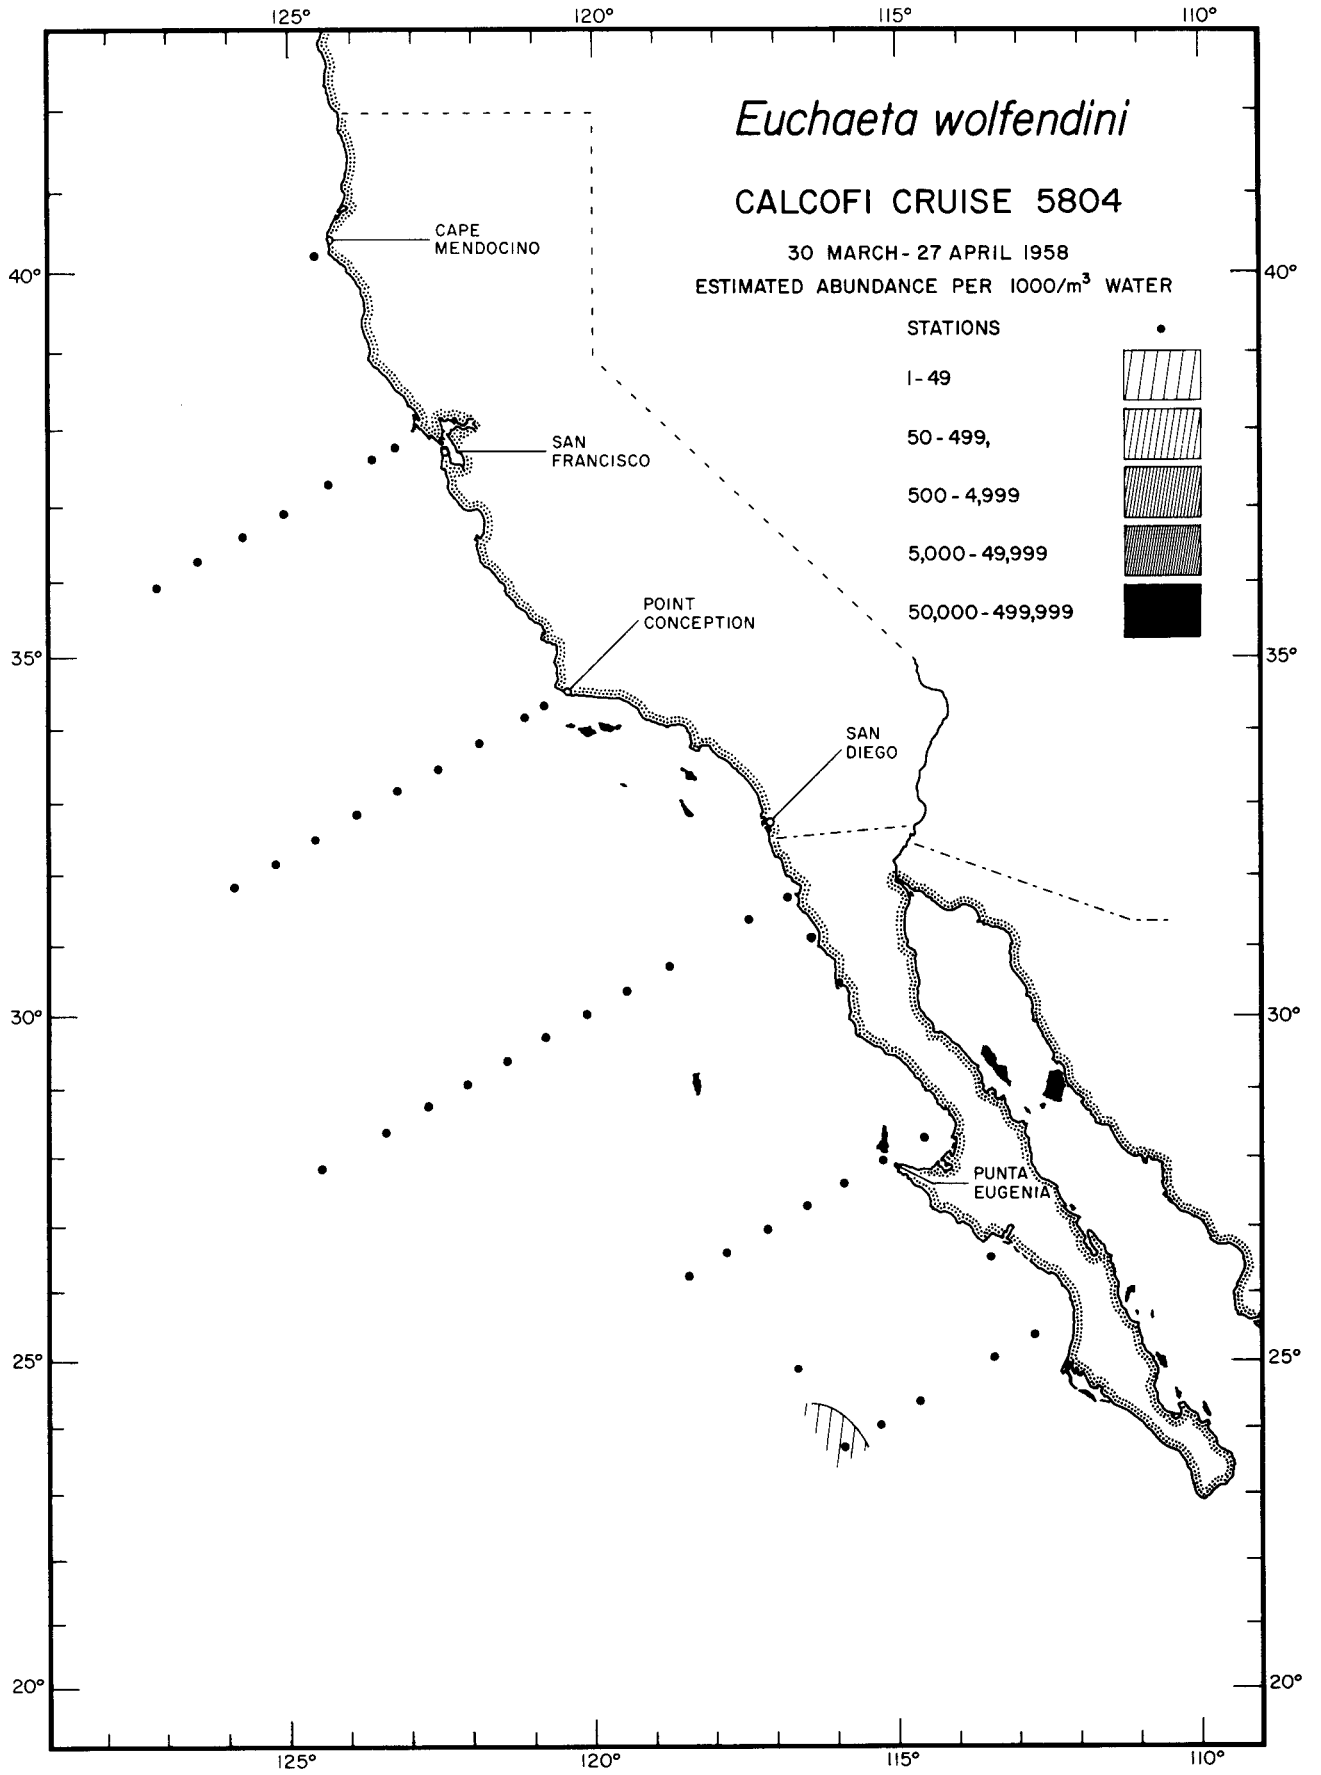 125° 120° 115° 110°
Euchaeta wolfendini
CALCOFI CRUISE 5804
30 MARCH - 27 APRIL 1958
ESTIMATED ABUNDANCE PER 1000/m³ WATER
STATIONS
1 - 49
50 - 499,
500 - 4,999
5,000 - 49,999
50,000 - 499,999
CAPE
MENDOCINO
40° 40°
SAN
FRANCISCO
POINT
CONCEPTION
35° 35°
SAN
DIEGO
30° 30°
PUNTA
EUGENIA
25° 25°
20° 20°
125° 120° 115° 110°